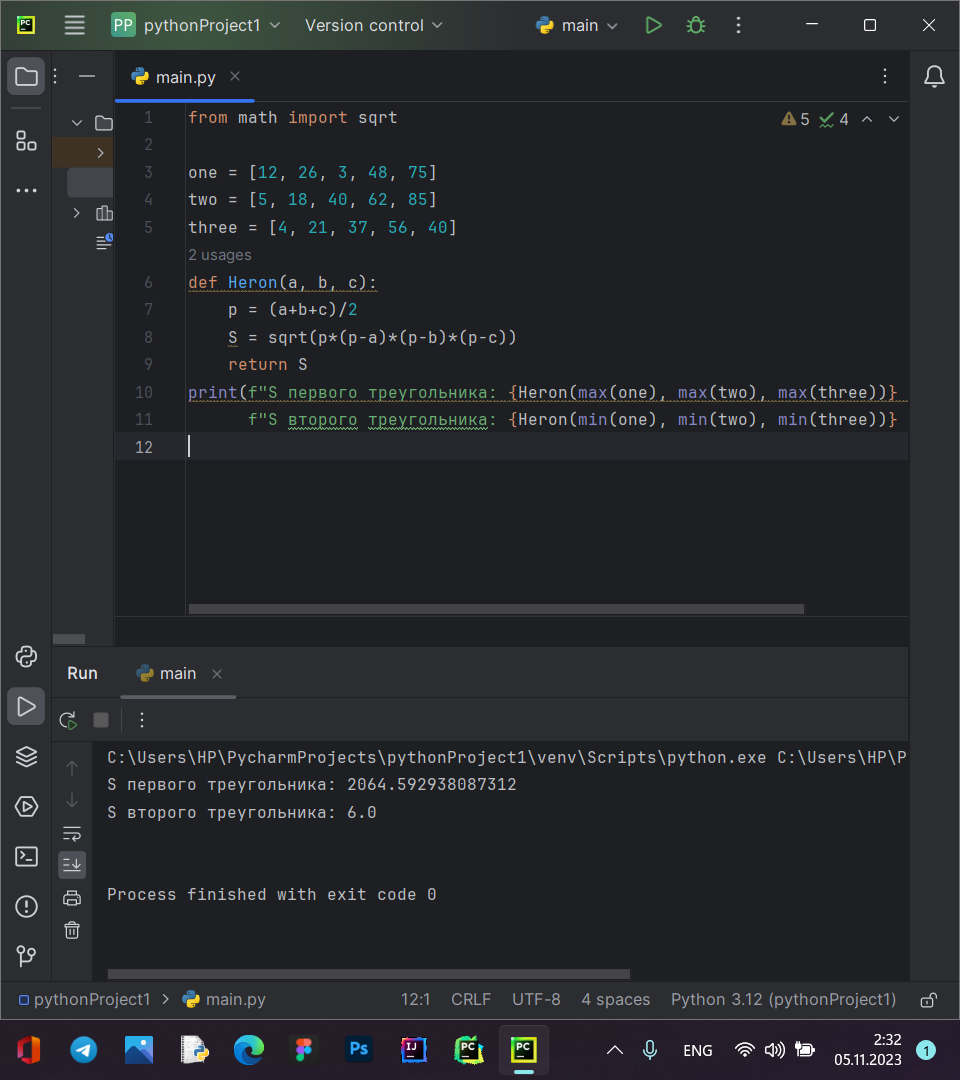 PC PP pythonProject1 Version control main
main.py
5 4
1 from math import sqrt
2
3 one = [12, 26, 3, 48, 75]
4 two = [5, 18, 40, 62, 85]
5 three = [4, 21, 37, 56, 40]
2 usages
6 def Heron(a, b, c):
7 p = (a+b+c)/2
8 S = sqrt(p*(p-a)*(p-b)*(p-c))
9 return S
10 print(f"S первого треугольника: {Heron(max(one), max(two), max(three))}
11 f"S второго треугольника: {Heron(min(one), min(two), min(three))}
12
Run main
C:\Users\HP\PycharmProjects\pythonProject1\venv\Scripts\python.exe C:\Users\HP\P
S первого треугольника: 2064.592938087312
S второго треугольника: 6.0
Process finished with exit code 0
pythonProject1 main.py 12:1 CRLF UTF-8 4 spaces Python 3.12 (pythonProject1)
Ps IJ PC PC ENG 2:32
05.11.2023 1